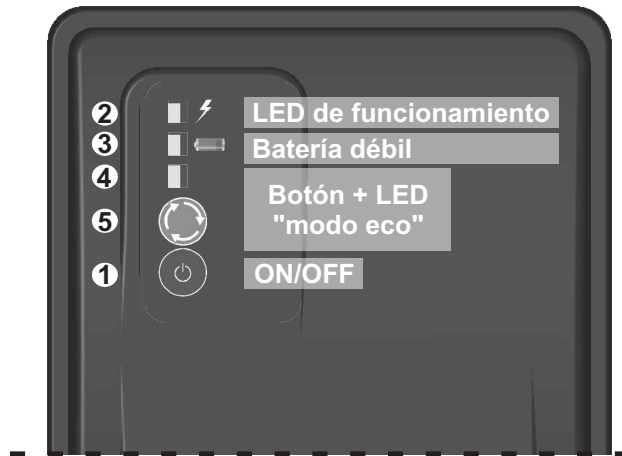 2 LED de funcionamiento
3 Batería débil
4 Botón + LED
5 "modo eco"
1 ON/OFF